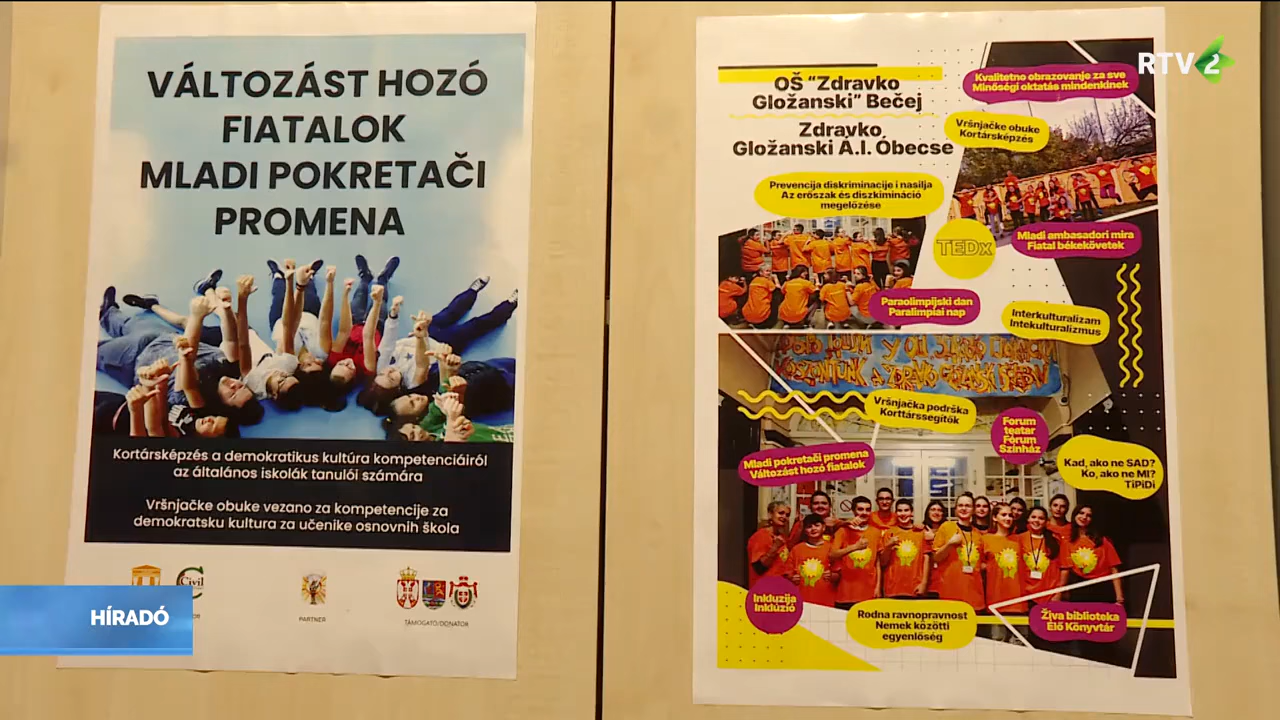 VÁLTOZÁST HOZÓ
FIATALOK
MLADI POKRETAČI
PROMENA
Kortársképzés a demokratikus kultúra kompetenciáiról
az általános iskolák tanulói számára
Vršnjačke obuke vezano za kompetencije za
demokratsku kultura za učenike osnovnih škola
Civil
PARTNER
TÁMOGATÓ/DONATOR
HÍRADÓ
RTV 2
OŠ "Zdravko
Gložanski" Bečej
Zdravko
Gložanski A.I. Óbecse
Kvalitetno obrazovanje za sve
Minőségi oktatás mindenkinek
Vršnjačke obuke
Kortársképzés
Prevencija diskriminacije i nasilja
Az erőszak és diszkimináció
megelőzése
TEDx
Mladi ambasadori mira
Fiatal békekövetek
Paraolimpijski dan
Paralimpiai nap
Interkulturalizam
Intekulturalizmus
Vršnjačka podrška
Korttárssegítők
Forum
teatar
Fórum
Színház
Mladi pokretači promena
Változást hozó fiatalok
Kad, ako ne SAD?
Ko, ako ne MI?
TiPiDi
Inkluzija
Inklúzió
Rodna ravnopravnost
Nemek közötti
egyenlőség
Živa biblioteka
Élő Könyvtár